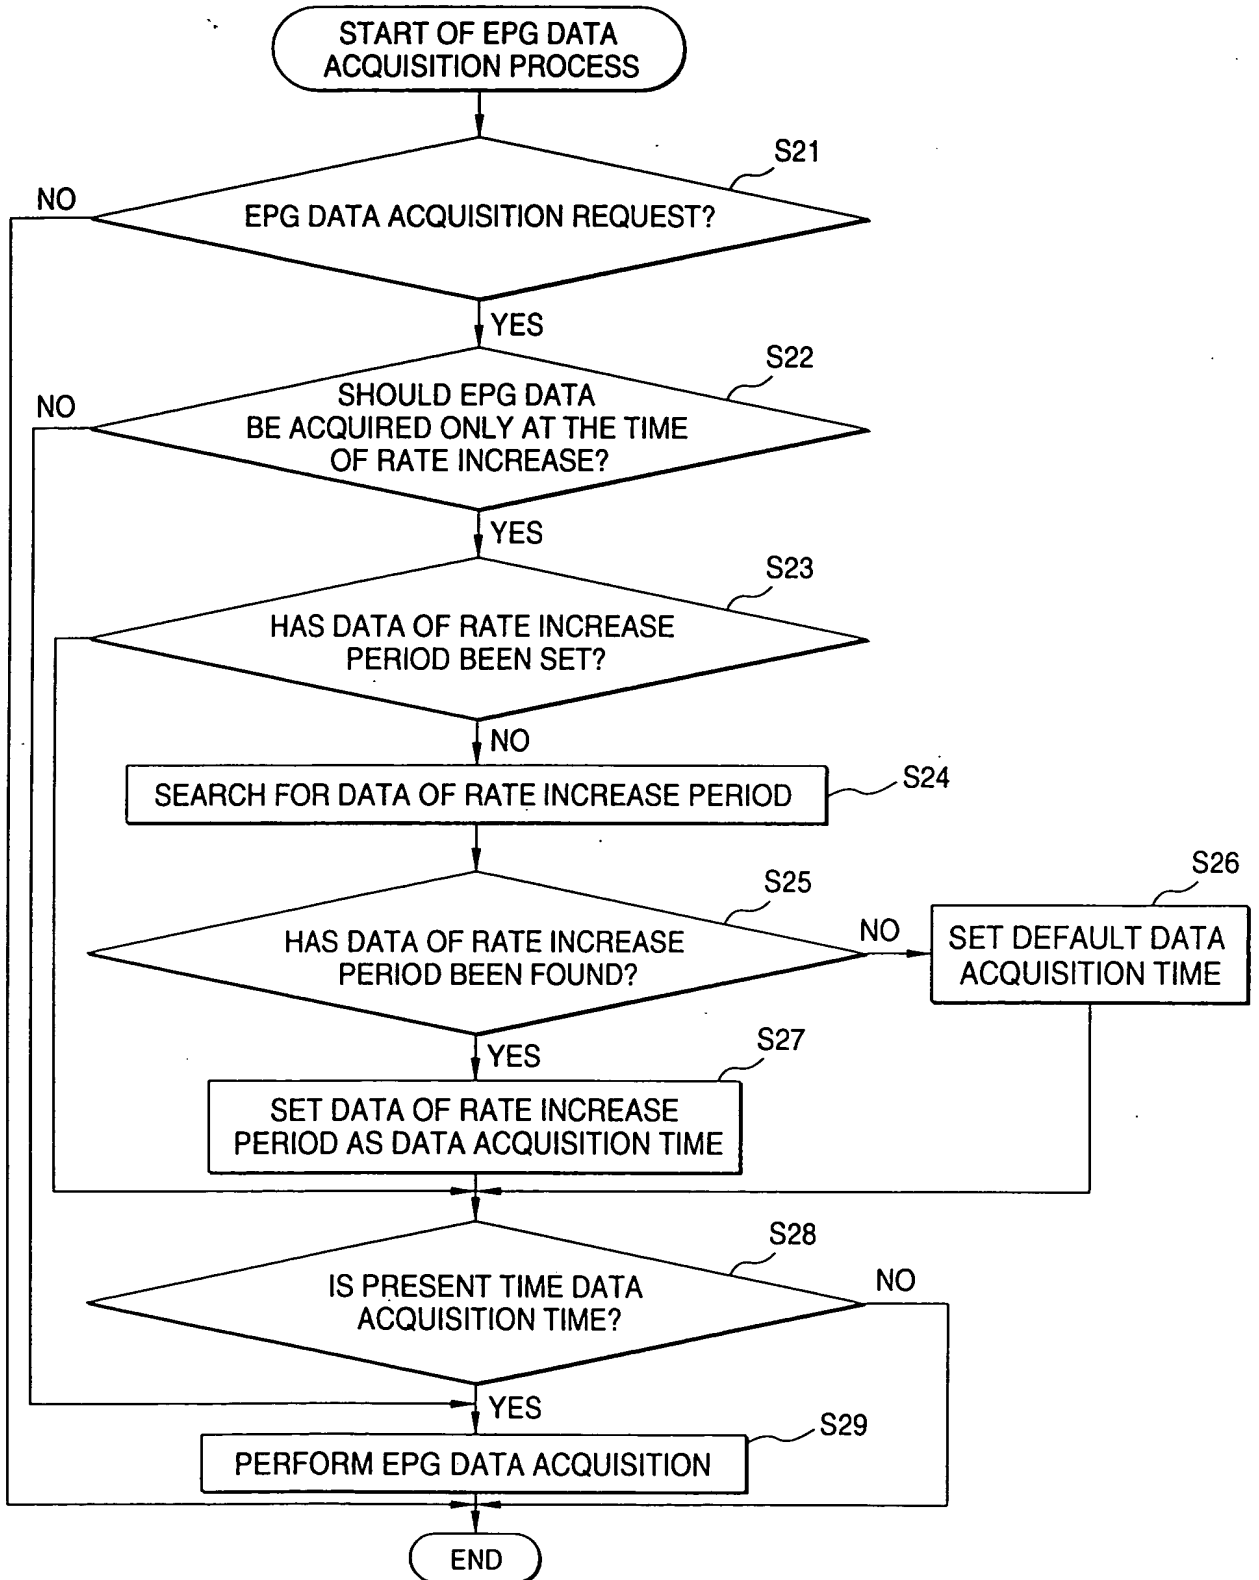 START OF EPG DATA
ACQUISITION PROCESS
S21
NO
EPG DATA ACQUISITION REQUEST?
YES
S22
NO
SHOULD EPG DATA
BE ACQUIRED ONLY AT THE TIME
OF RATE INCREASE?
YES
S23
HAS DATA OF RATE INCREASE
PERIOD BEEN SET?
NO
S24
SEARCH FOR DATA OF RATE INCREASE PERIOD
S25
S26
HAS DATA OF RATE INCREASE
PERIOD BEEN FOUND?
NO
SET DEFAULT DATA
ACQUISITION TIME
YES
S27
SET DATA OF RATE INCREASE
PERIOD AS DATA ACQUISITION TIME
S28
IS PRESENT TIME DATA
ACQUISITION TIME?
NO
YES
S29
PERFORM EPG DATA ACQUISITION
END